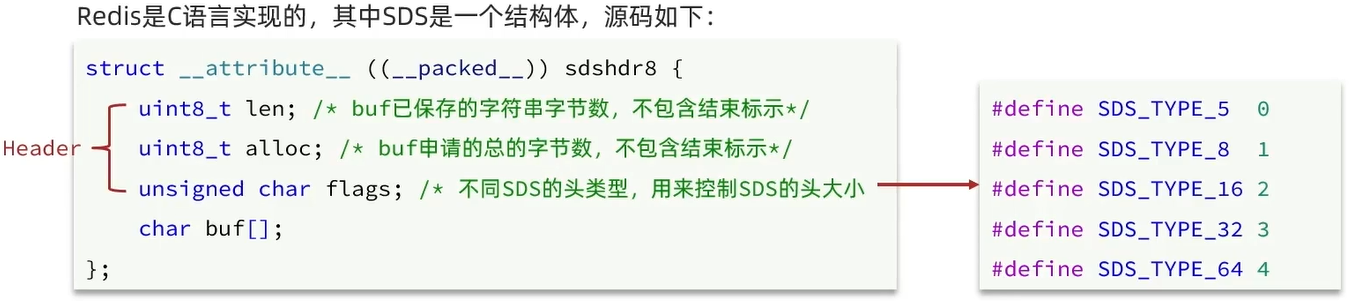 Redis是C语言实现的，其中SDS是一个结构体，源码如下：
struct __attribute__ ((__packed__)) sdshdr8 {
uint8_t len; /* buf已保存的字符串字节数，不包含结束标示*/
uint8_t alloc; /* buf申请的总的字节数，不包含结束标示*/
unsigned char flags; /* 不同SDS的头类型，用来控制SDS的头大小
char buf[];
};
Header
#define SDS_TYPE_5 0
#define SDS_TYPE_8 1
#define SDS_TYPE_16 2
#define SDS_TYPE_32 3
#define SDS_TYPE_64 4